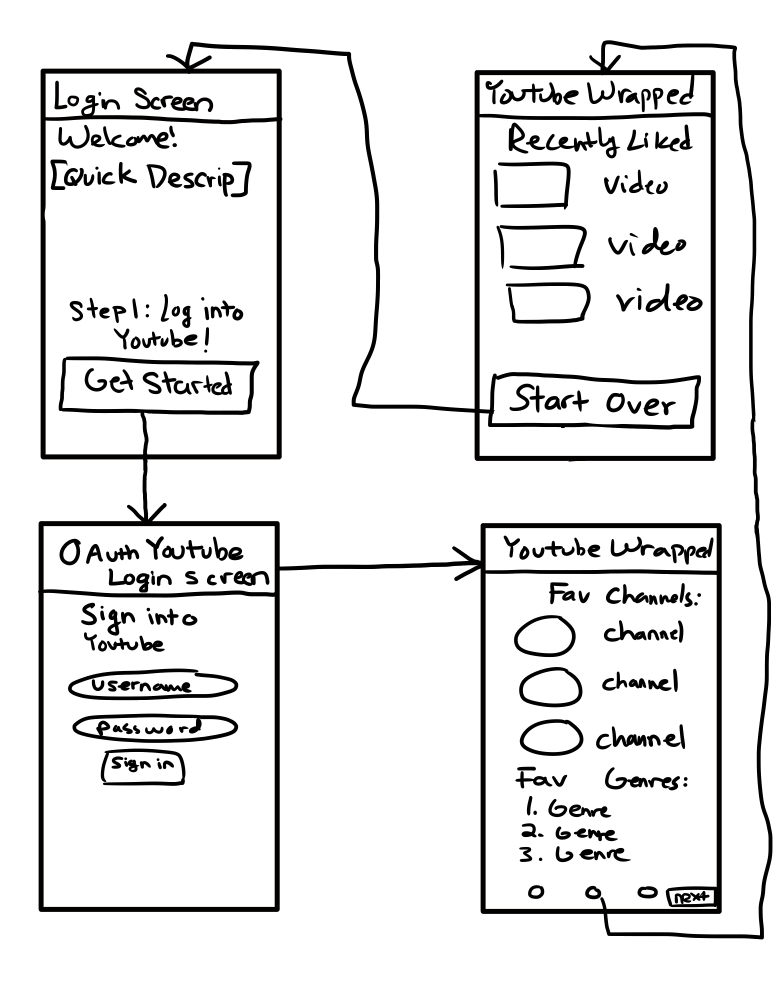 Login Screen
Welcome!
[Quick Descrip]
Step 1: Log into
Youtube!
Get Started
OAuth Youtube
Login Screen
Sign into
Youtube
username
password
Sign in
Youtube Wrapped
Fav Channels:
channel
channel
channel
Fav Genres:
1. Genre
2. Genre
3. Genre
next
Youtube Wrapped
Recently Liked
video
video
video
Start Over